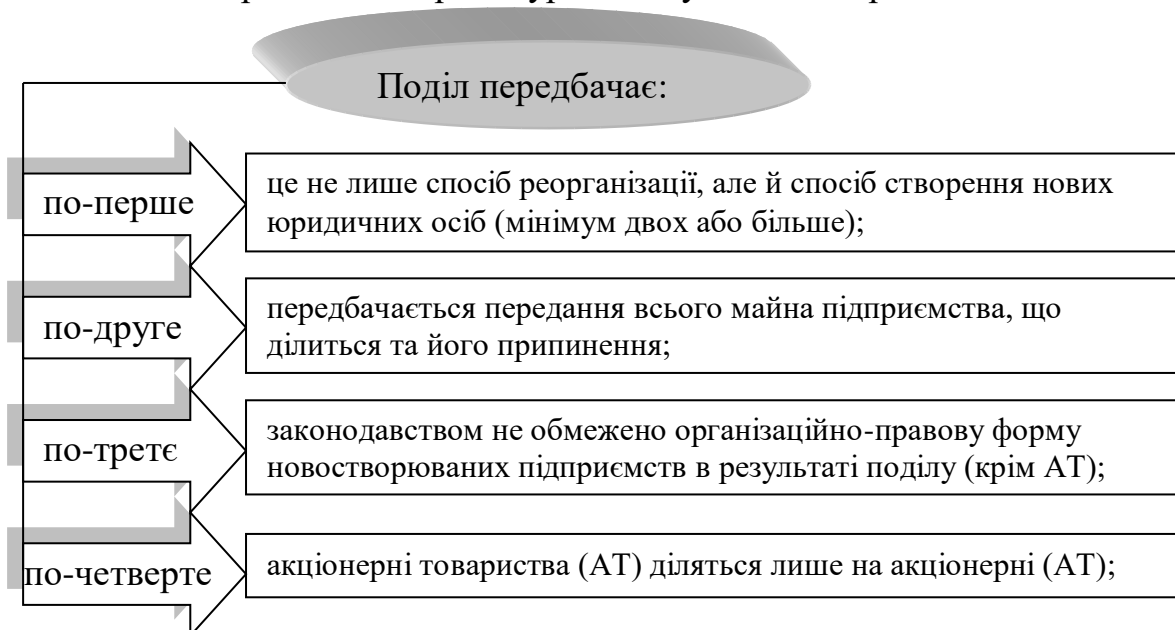 Поділ передбачає:
по-перше
це не лише спосіб реорганізації, але й спосіб створення нових
юридичних осіб (мінімум двох або більше);
по-друге
передбачається передання всього майна підприємства, що
ділиться та його припинення;
по-третє
законодавством не обмежено організаційно-правову форму
новостворюваних підприємств в результаті поділу (крім АТ);
по-четверте
акціонерні товариства (АТ) діляться лише на акціонерні (АТ);